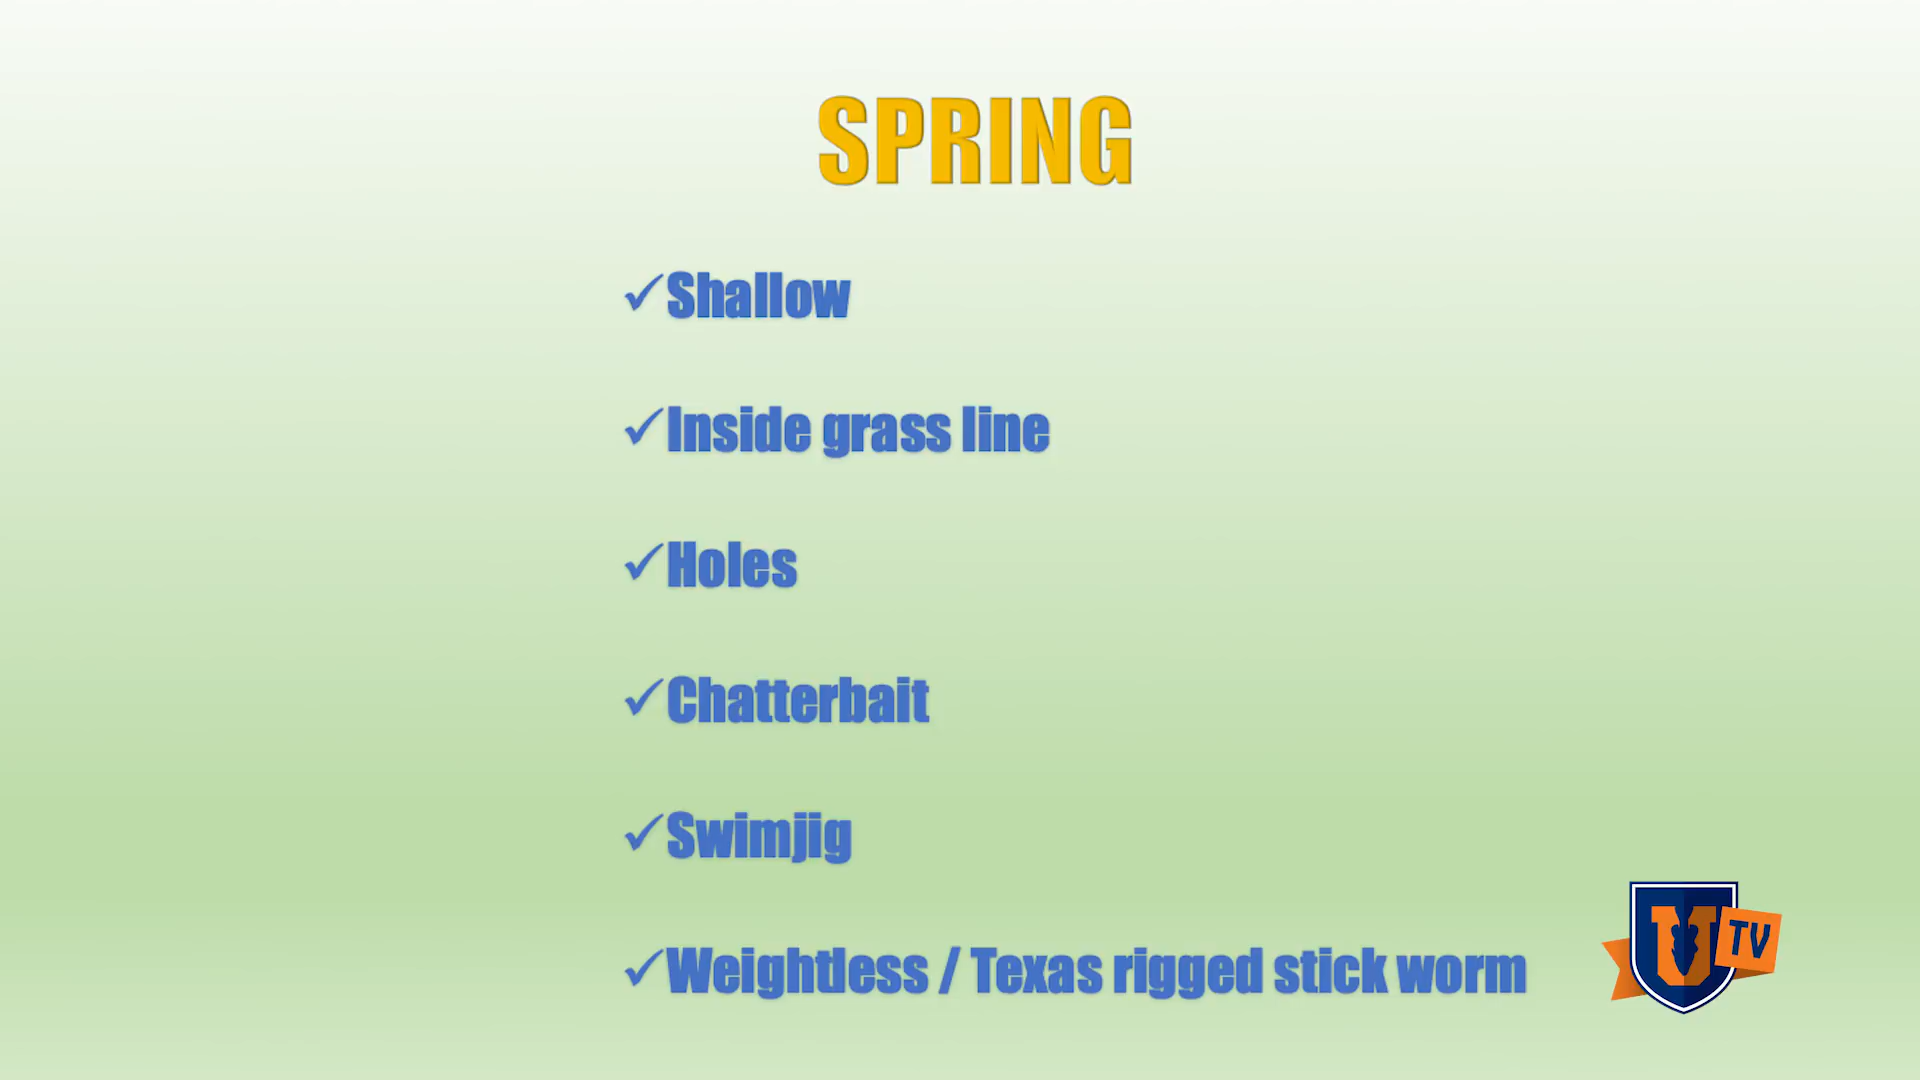 SPRING
✓Shallow
✓Inside grass line
✓Holes
✓Chatterbait
✓Swimjig
✓Weightless / Texas rigged stick worm
U TV